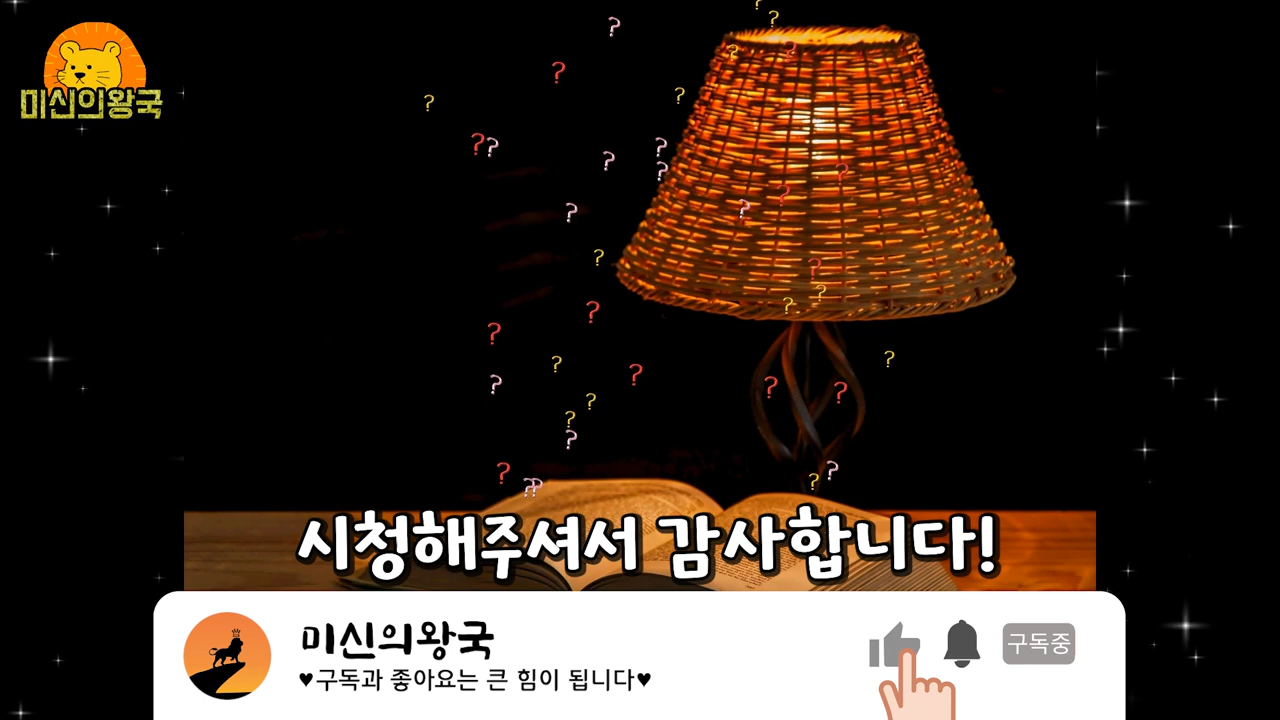 미신의왕국
시청해주셔서 감사합니다!
미신의왕국
♥구독과 좋아요는 큰 힘이 됩니다♥
구독중